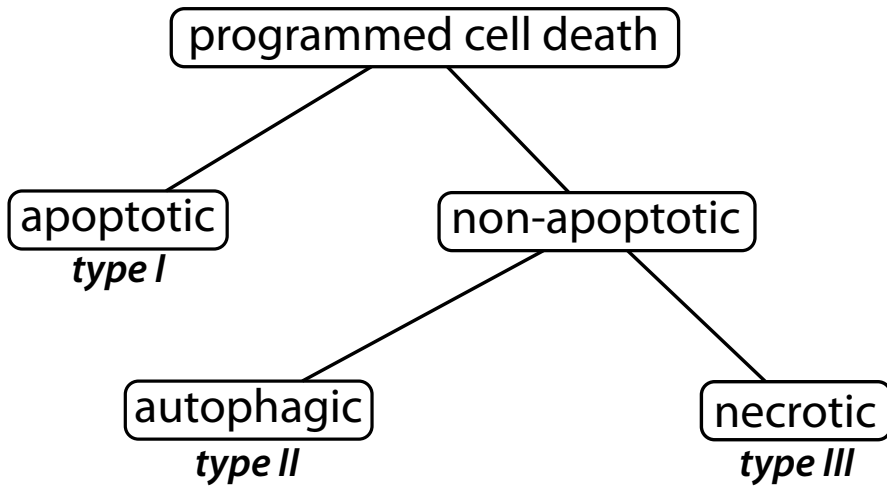 programmed cell death
apoptotic
non-apoptotic
type I
autophagic
necrotic
type II
type III